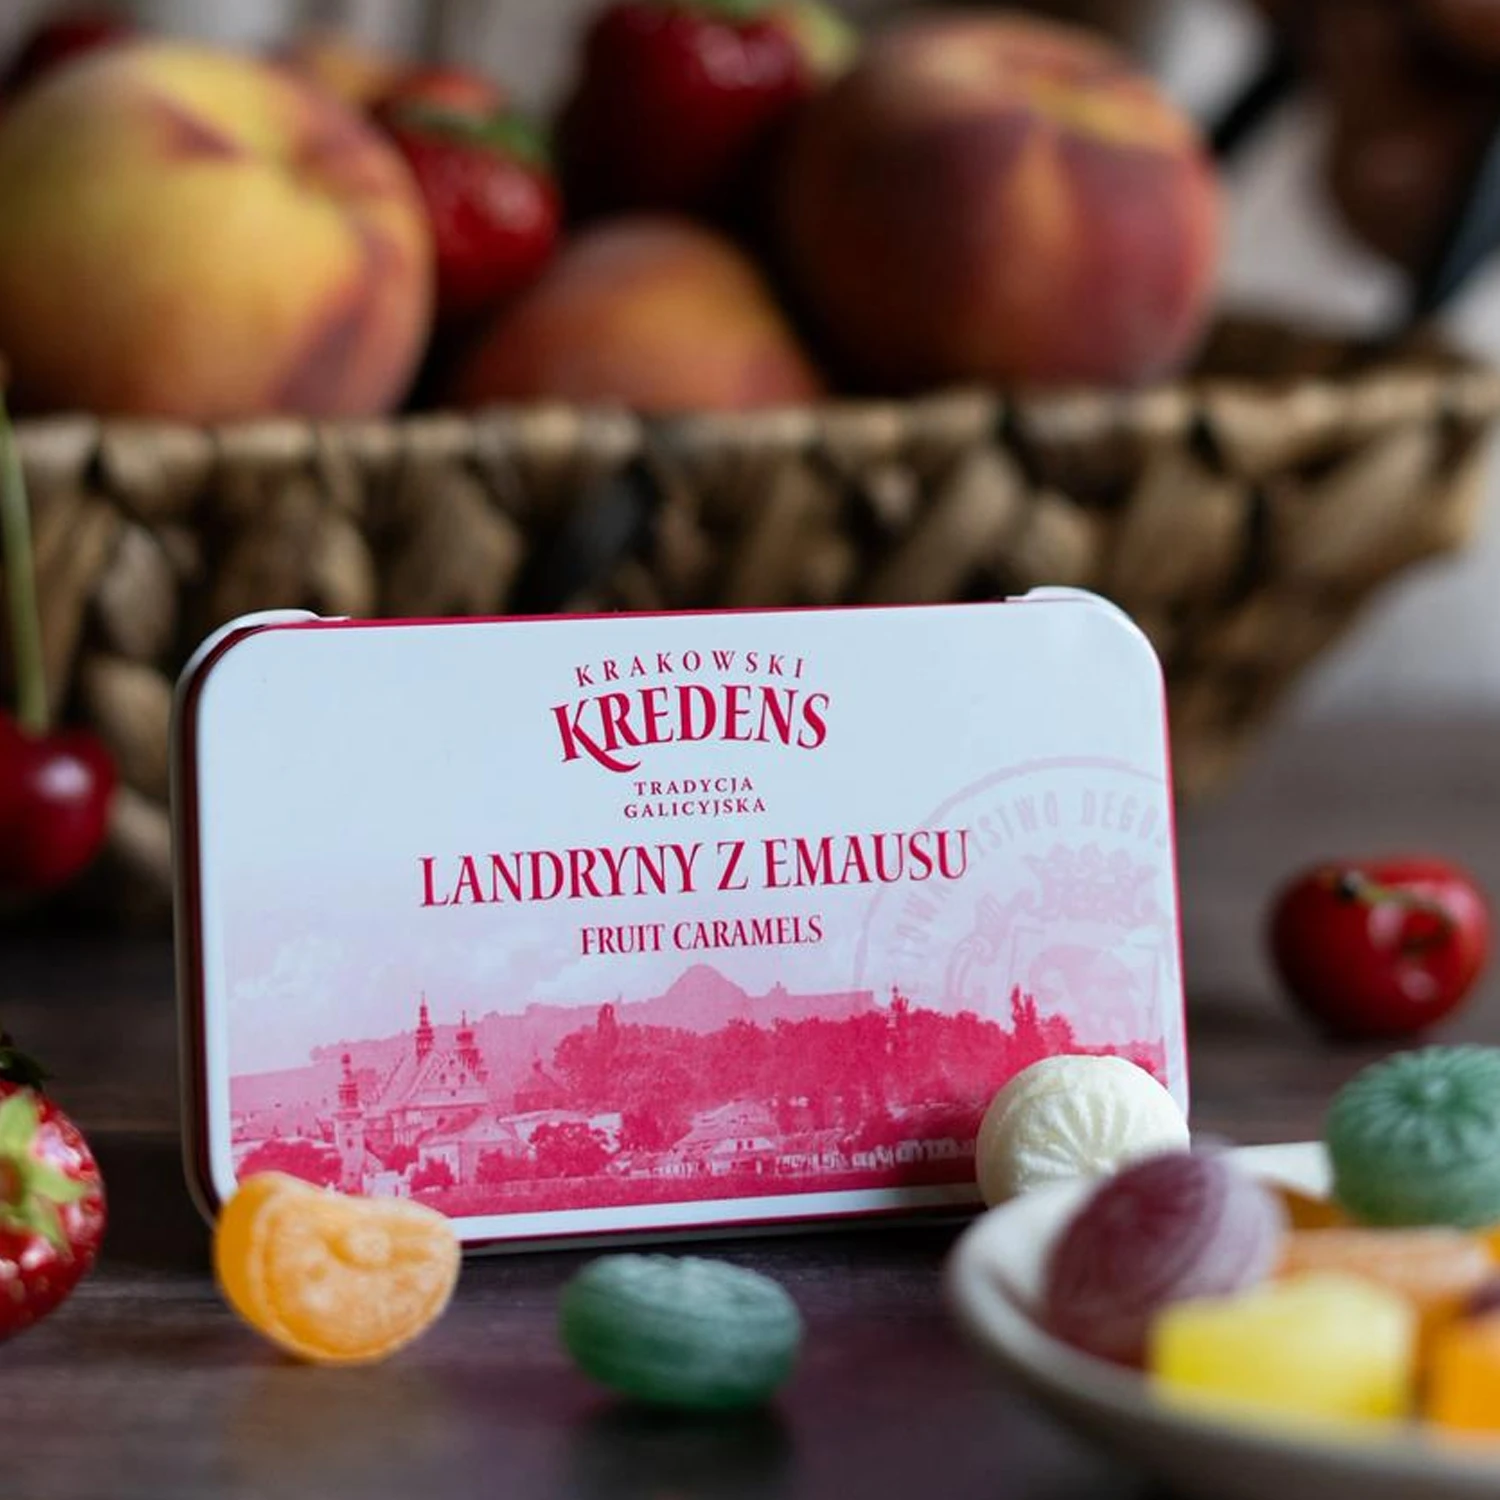 KRAKOWSKI
KREDENS
TRADYCJA
GALICYJSKA
LANDRYNY Z EMAUSU
FRUIT CARAMELS